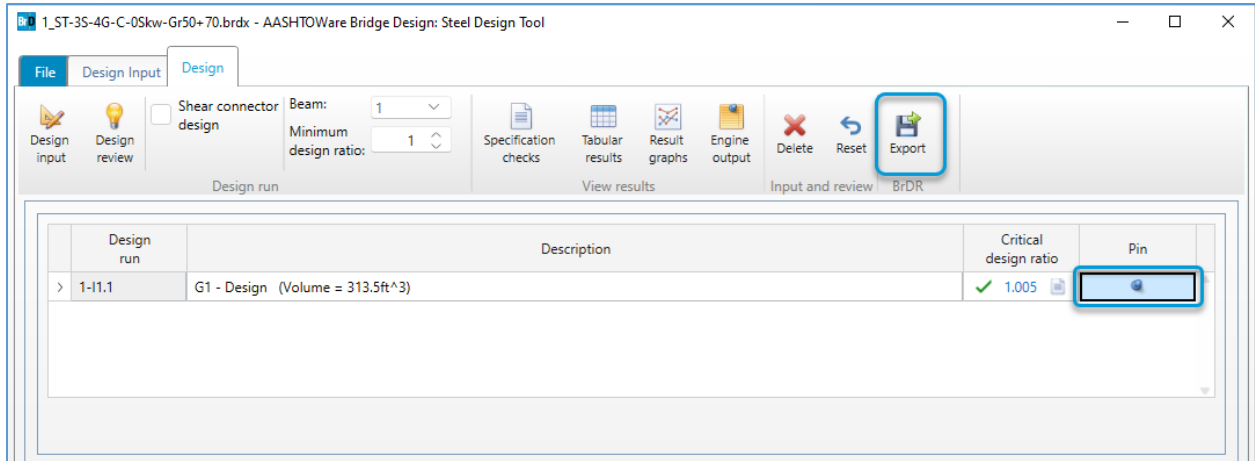 BrD 1_ST-3S-4G-C-0Skw-Gr50+70.brdx - AASHTOWare Bridge Design: Steel Design Tool
File Design Input Design
Design input
Design review
Shear connector design
Beam: 1
Minimum design ratio: 1
Specification checks
Tabular results
Result graphs
Engine output
Delete
Reset
Export
Design run
View results
Input and review
BrDR
Design run
Description
Critical design ratio
Pin
1-I1.1 G1 - Design (Volume = 313.5ft^3) 1.005